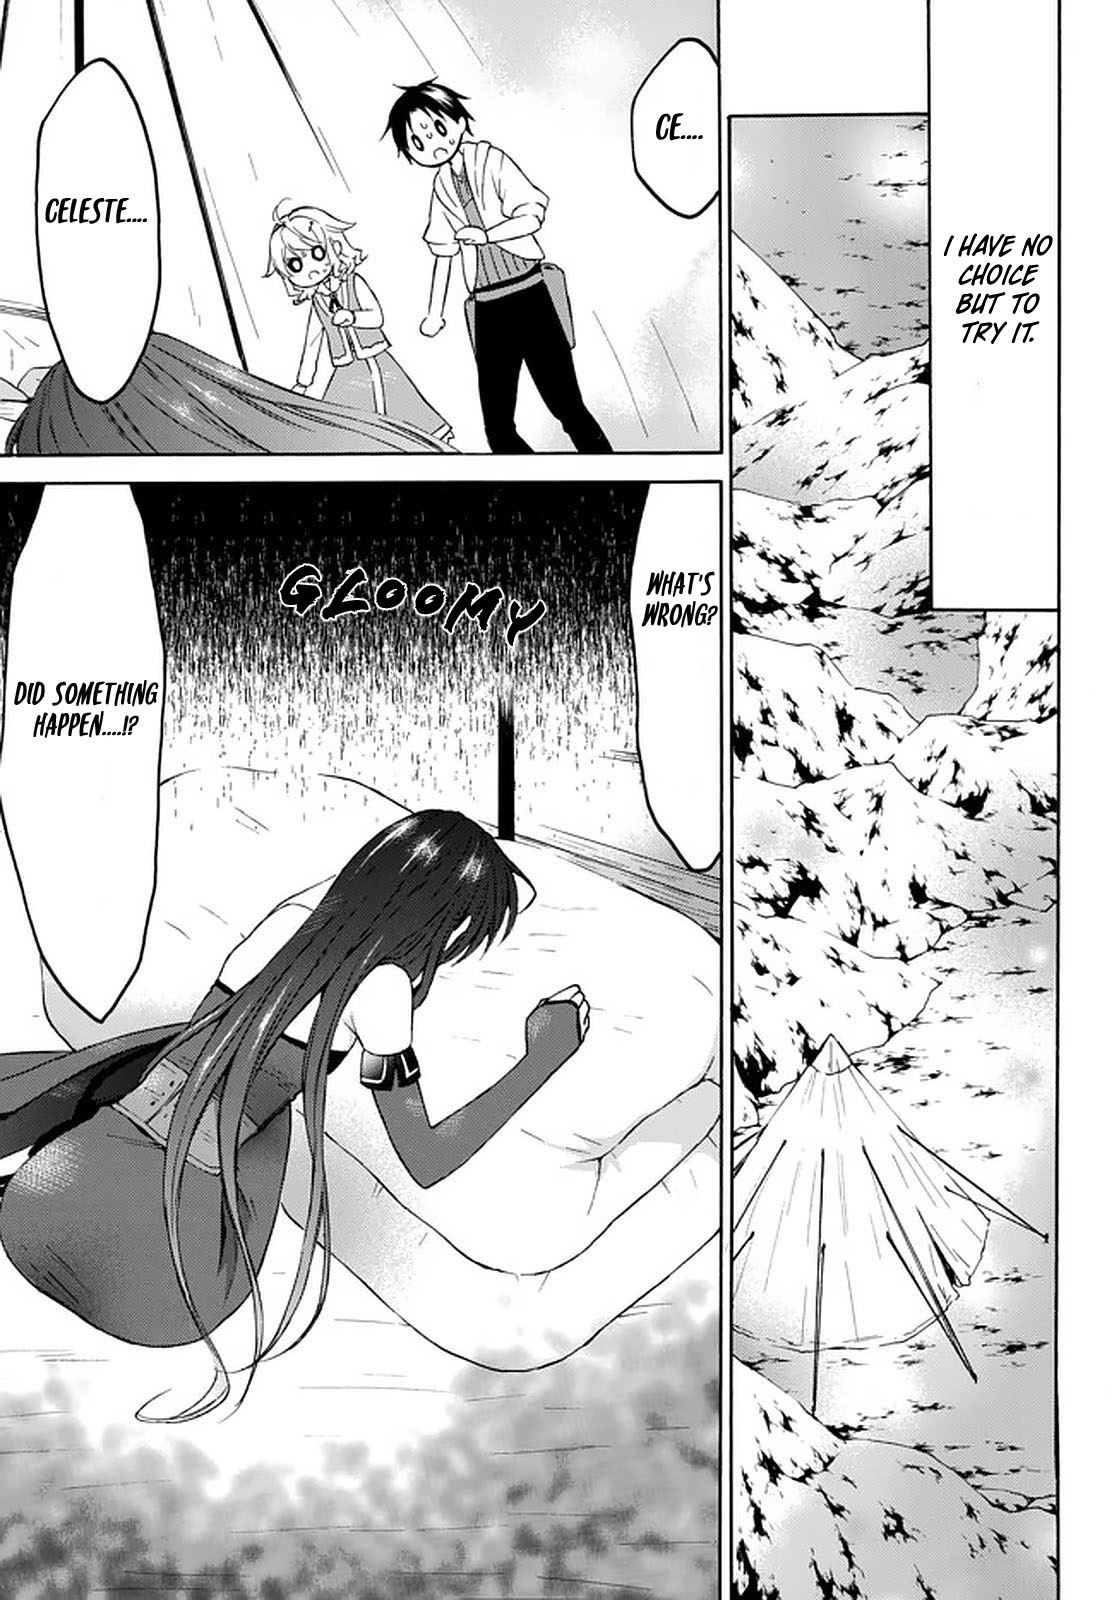 I HAVE NO
CHOICE
BUT TO
TRY IT.
CE....
CELESTE....
WHAT'S
WRONG?
GLOOMY
DID SOMETHING
HAPPEN....!?